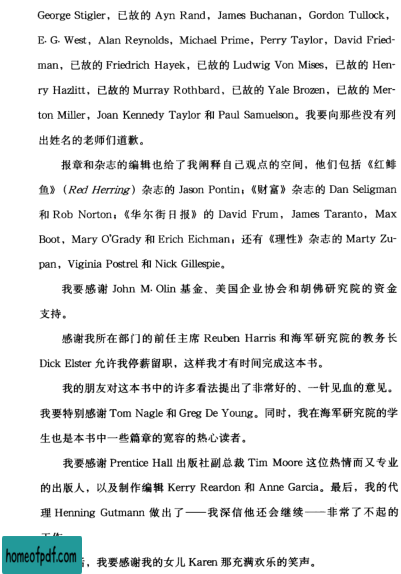 George Stigler，已故的 Ayn Rand，James Buchanan，Gordon Tullock，
E. G. West，Alan Reynolds，Michael Prime，Perry Taylor，David Fried-
man，已故的 Friedrich Hayek，已故的 Ludwig Von Mises，已故的 Hen-
ry Hazlitt，已故的 Murray Rothbard，已故的 Yale Brozen，已故的 Mer-
ton Miller，Joan Kennedy Taylor 和 Paul Samuelson。我要向那些没有列
出姓名的老师们道歉。
报章和杂志的编辑也给了我阐释自己观点的空间，他们包括《红鲱
鱼》（Red Herring）杂志的 Jason Pontin；《财富》杂志的 Dan Seligman
和 Rob Norton；《华尔街日报》的 David Frum，James Taranto，Max
Boot，Mary O'Grady 和 Erich Eichman；还有《理性》杂志的 Marty Zu-
pan，Viginia Postrel 和 Nick Gillespie。
我要感谢 John M. Olin 基金、美国企业协会和胡佛研究院的资金
支持。
感谢我所在部门的前任主席 Reuben Harris 和海军研究院的教务长
Dick Elster 允许我停薪留职，这样我才有时间完成这本书。
我的朋友对这本书中的许多看法提出了非常好的、一针见血的意见。
我要特别感谢 Tom Nagle 和 Greg De Young。同时，我在海军研究院的学
生也是本书中一些篇章的宽容的热心读者。
我要感谢 Prentice Hall 出版社副总裁 Tim Moore 这位热情而又专业
的出版人，以及制作编辑 Kerry Reardon 和 Anne Garcia。最后，我的代
理 Henning Gutmann 做出了——我深信他还会继续——非常了不起的
，我要感谢我的女儿 Karen 那充满欢乐的笑声。
homeofpdf.com